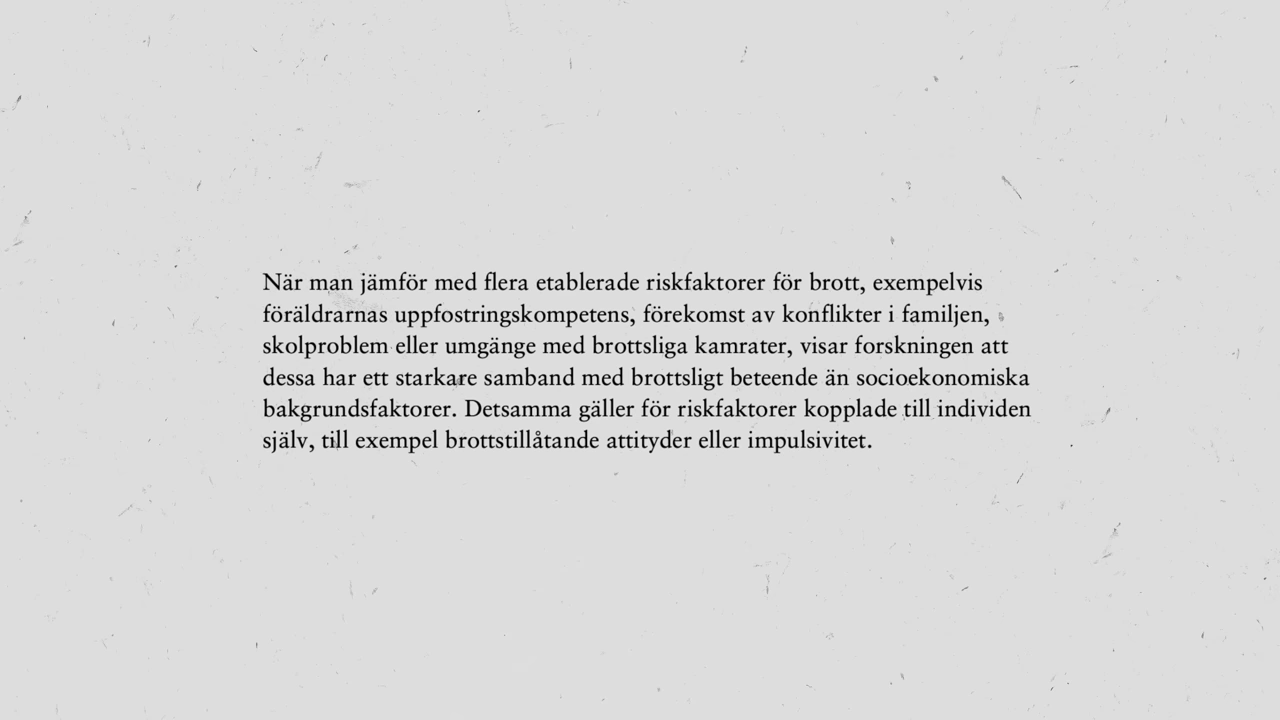 När man jämför med flera etablerade riskfaktorer för brott, exempelvis
föräldrarnas uppfostringskompetens, förekomst av konflikter i familjen,
skolproblem eller umgänge med brottsliga kamrater, visar forskningen att
dessa har ett starkare samband med brottsligt beteende än socioekonomiska
bakgrundsfaktorer. Detsamma gäller för riskfaktorer kopplade till individen
själv, till exempel brottstillåtande attityder eller impulsivitet.